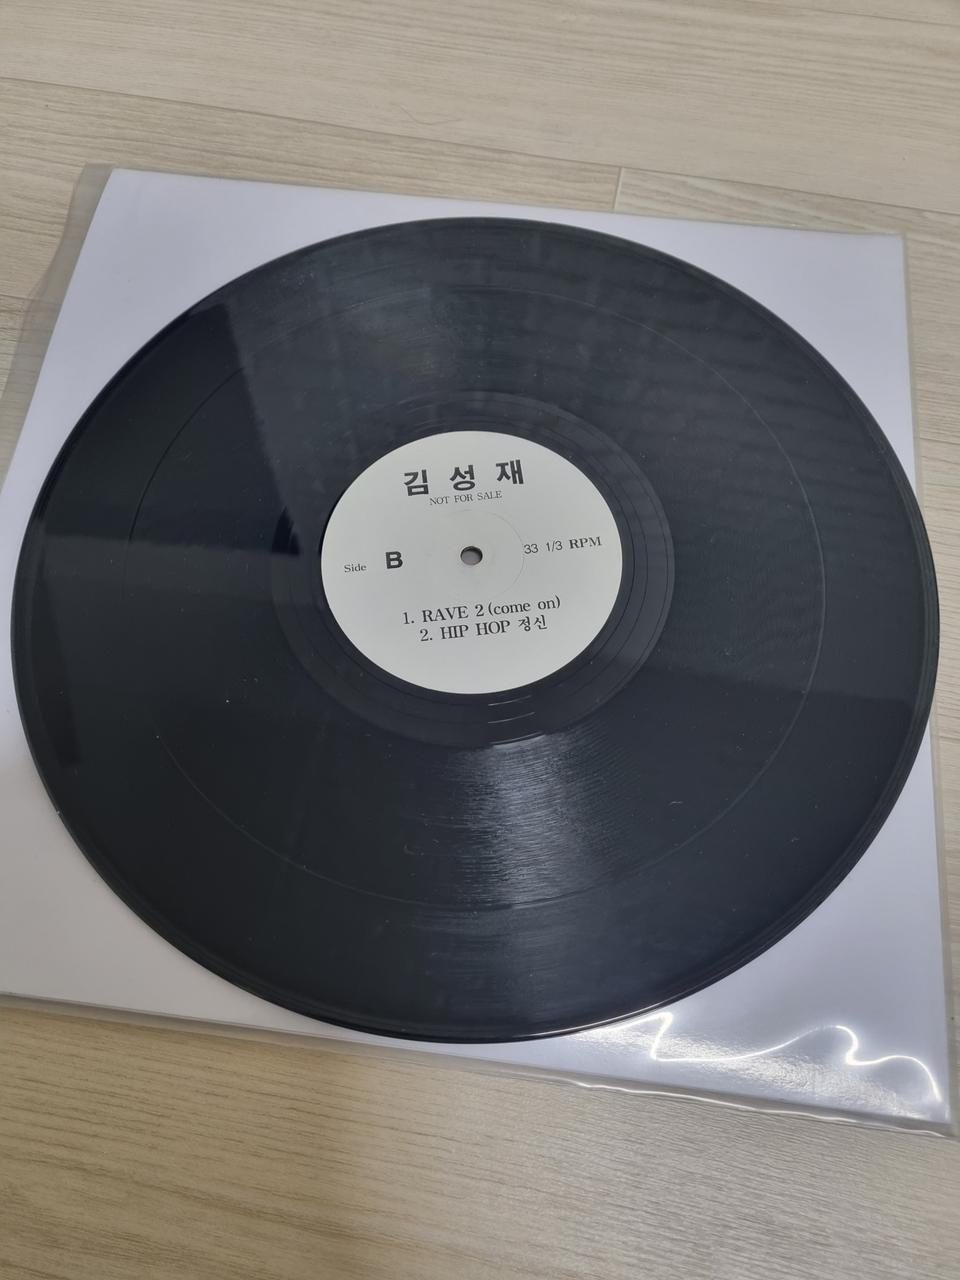 김 성 재
NOT FOR SALE
Side B 33 1/3 RPM
1. RAVE 2 (come on)
2. HIP HOP 정신